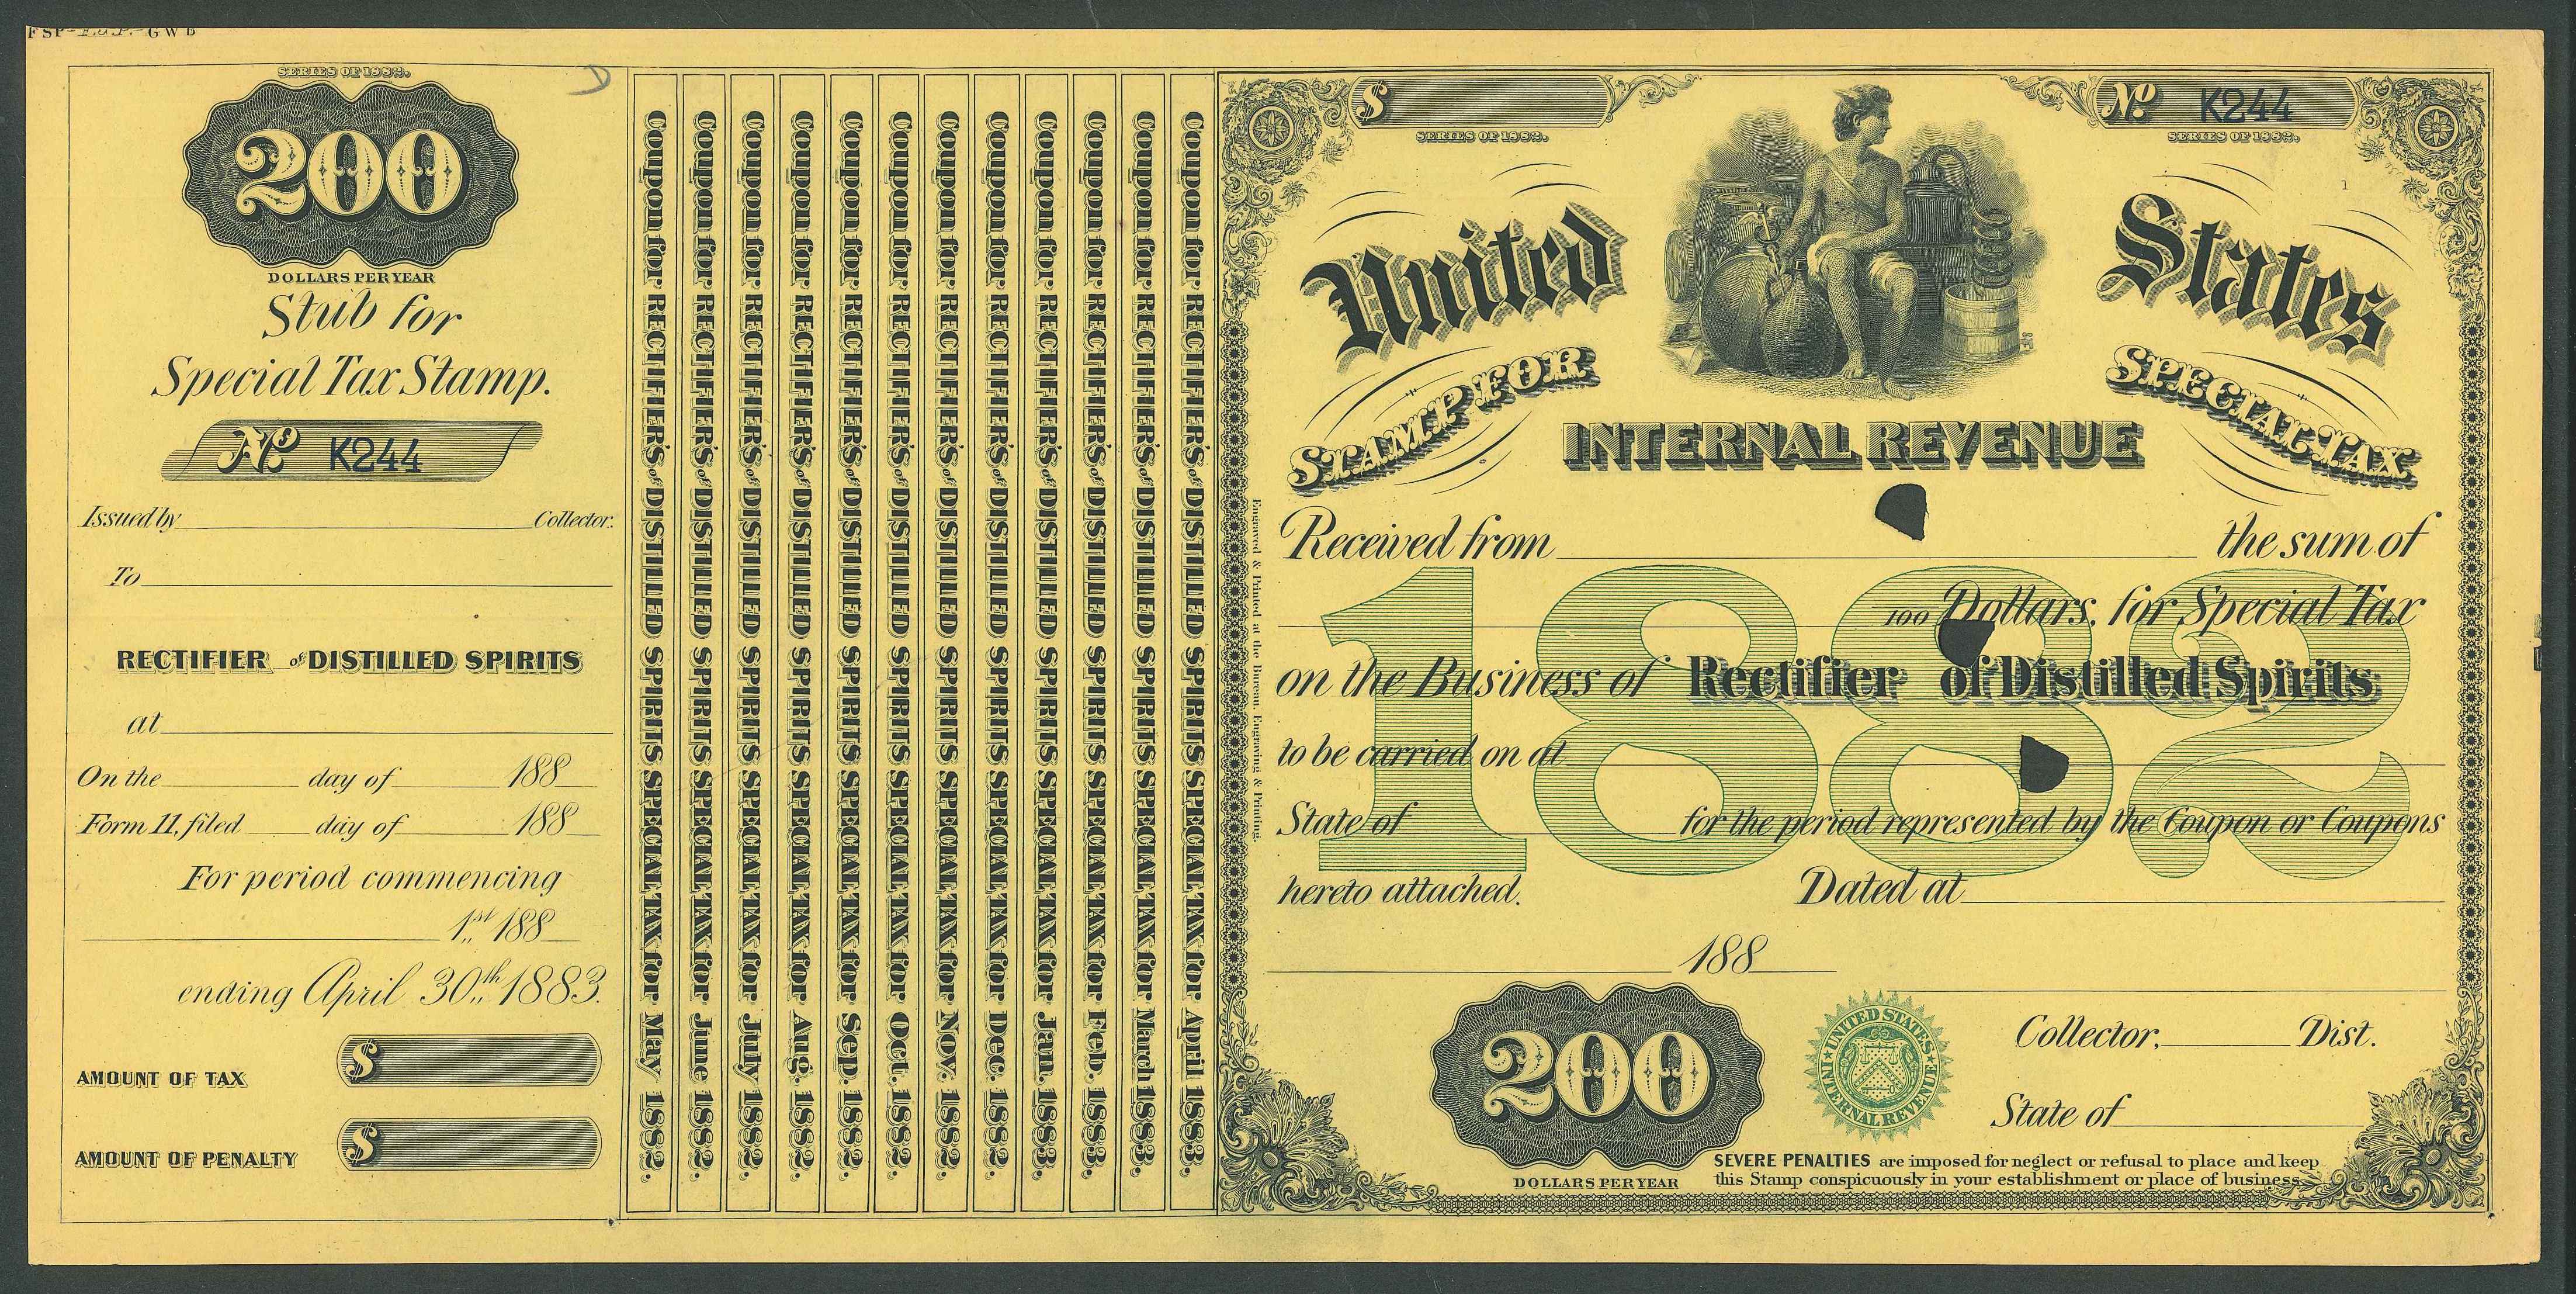 SERIES OF 1882.
200
DOLLARS PER YEAR
Stub for
Special Tax Stamp.
No K244
Issued by Collector.
To
RECTIFIER of DISTILLED SPIRITS
at
On the day of 188
Form 11, filed day of 188
For period commencing
1st 188
ending April 30th 1883.
AMOUNT OF TAX $
AMOUNT OF PENALTY $
D
Coupon for RECTIFIER'S of DISTILLED SPIRITS SPECIAL TAX for May 1882.
Coupon for RECTIFIER'S of DISTILLED SPIRITS SPECIAL TAX for June 1882.
Coupon for RECTIFIER'S of DISTILLED SPIRITS SPECIAL TAX for July 1882.
Coupon for RECTIFIER'S of DISTILLED SPIRITS SPECIAL TAX for Aug. 1882.
Coupon for RECTIFIER'S of DISTILLED SPIRITS SPECIAL TAX for Sep. 1882.
Coupon for RECTIFIER'S of DISTILLED SPIRITS SPECIAL TAX for Oct. 1882.
Coupon for RECTIFIER'S of DISTILLED SPIRITS SPECIAL TAX for Nov. 1882.
Coupon for RECTIFIER'S of DISTILLED SPIRITS SPECIAL TAX for Dec. 1882.
Coupon for RECTIFIER'S of DISTILLED SPIRITS SPECIAL TAX for Jan. 1883.
Coupon for RECTIFIER'S of DISTILLED SPIRITS SPECIAL TAX for Feb. 1883.
Coupon for RECTIFIER'S of DISTILLED SPIRITS SPECIAL TAX for March 1883.
Coupon for RECTIFIER'S of DISTILLED SPIRITS SPECIAL TAX for April 1883.
Engraved & Printed at the Bureau, Engraving & Printing.
$
SERIES OF 1882.
No K244
SERIES OF 1882.
1
United States
STAMP FOR SPECIAL TAX
INTERNAL REVENUE
Received from the sum of
100 Dollars, for Special Tax
on the Business of Rectifier of Distilled Spirits
1882
to be carried on at
State of for the period represented by the Coupon or Coupons
hereto attached. Dated at
188
200
DOLLARS PER YEAR
UNITED STATES INTERNAL REVENUE
Collector, Dist.
State of
SEVERE PENALTIES are imposed for neglect or refusal to place and keep
this Stamp conspicuously in your establishment or place of business.